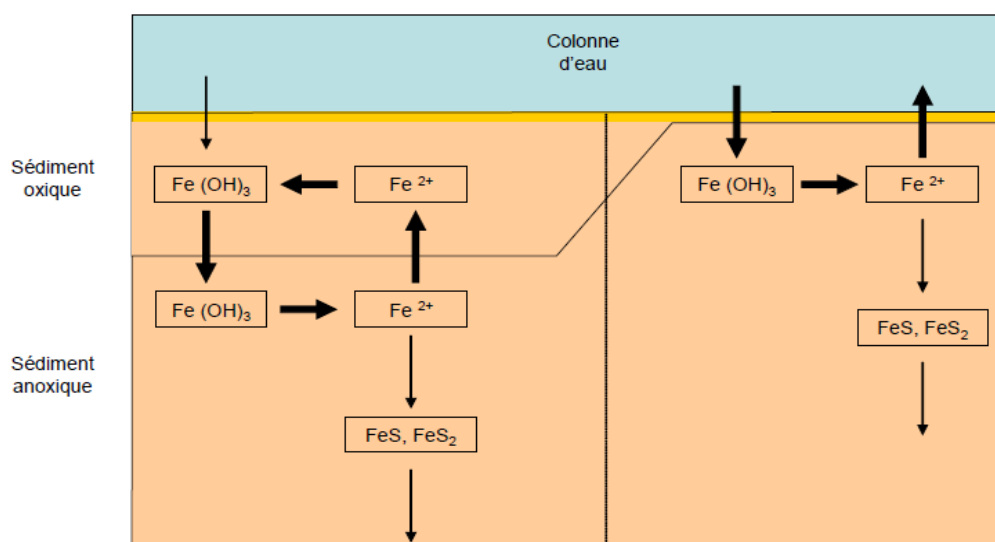 Colonne
d'eau
Sédiment
oxique
Fe (OH)3
Fe 2+
Fe (OH)3
Fe 2+
Fe (OH)3
Fe 2+
Sédiment
anoxique
FeS, FeS2
FeS, FeS2